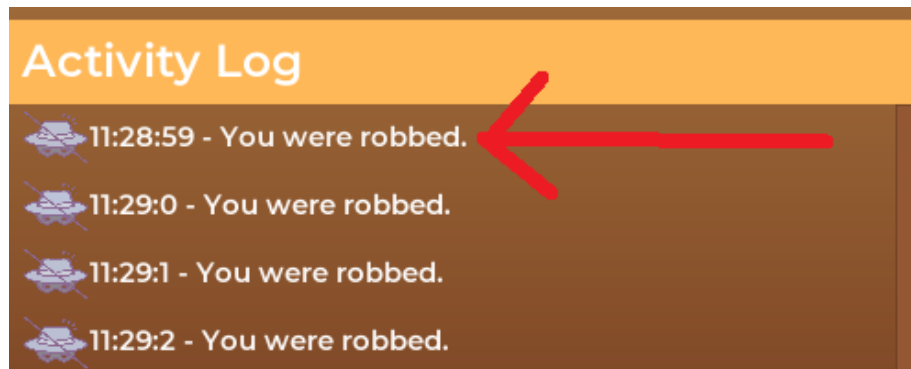 Activity Log
11:28:59 - You were robbed.
11:29:0 - You were robbed.
11:29:1 - You were robbed.
11:29:2 - You were robbed.